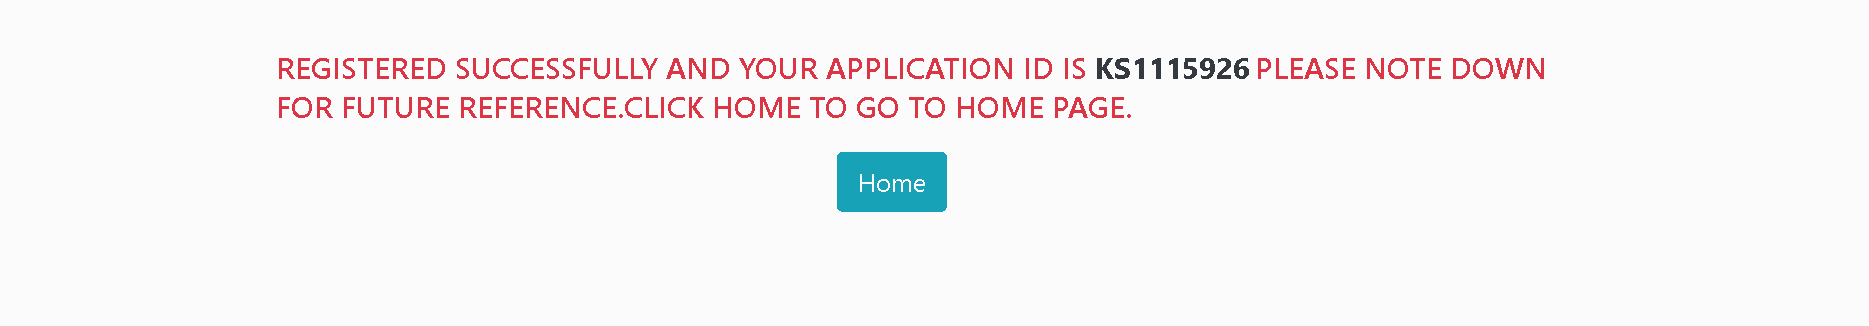 REGISTERED SUCCESSFULLY AND YOUR APPLICATION ID IS KS1115926 PLEASE NOTE DOWN
FOR FUTURE REFERENCE.CLICK HOME TO GO TO HOME PAGE.
Home